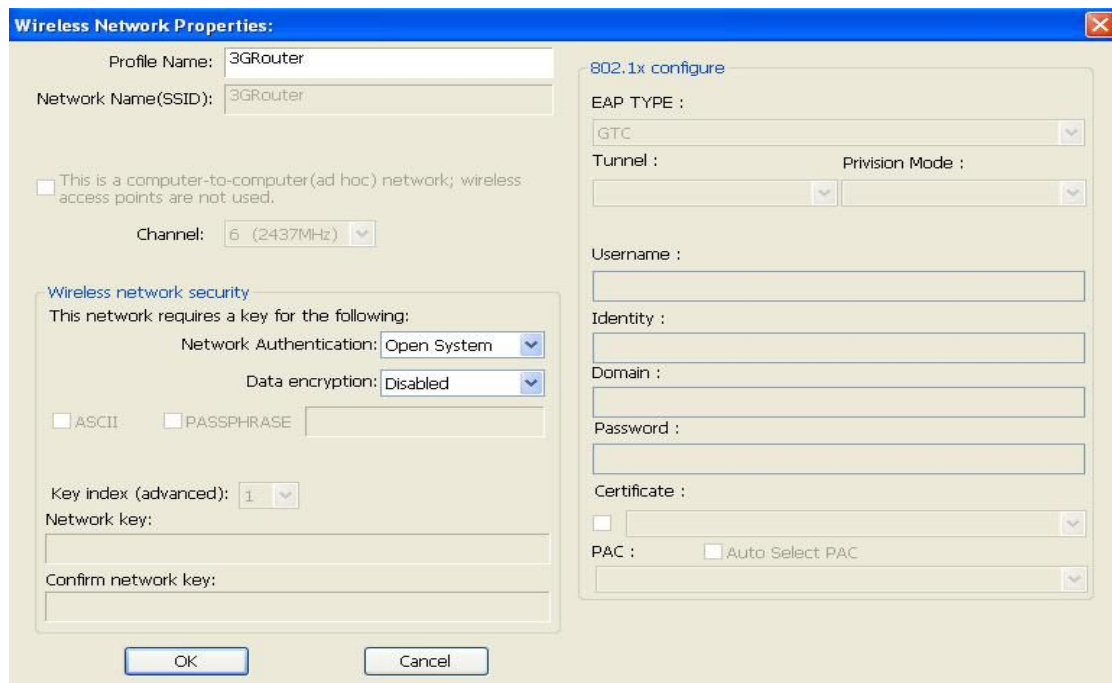 Wireless Network Properties:
Profile Name: 3GRouter
Network Name(SSID): 3GRouter
This is a computer-to-computer(ad hoc) network; wireless
access points are not used.
Channel: 6 (2437MHz)
Wireless network security
This network requires a key for the following:
Network Authentication: Open System
Data encryption: Disabled
ASCII PASSPHRASE
Key index (advanced): 1
Network key:
Confirm network key:
OK Cancel
802.1x configure
EAP TYPE :
GTC
Tunnel : Privision Mode :
Username :
Identity :
Domain :
Password :
Certificate :
PAC : Auto Select PAC